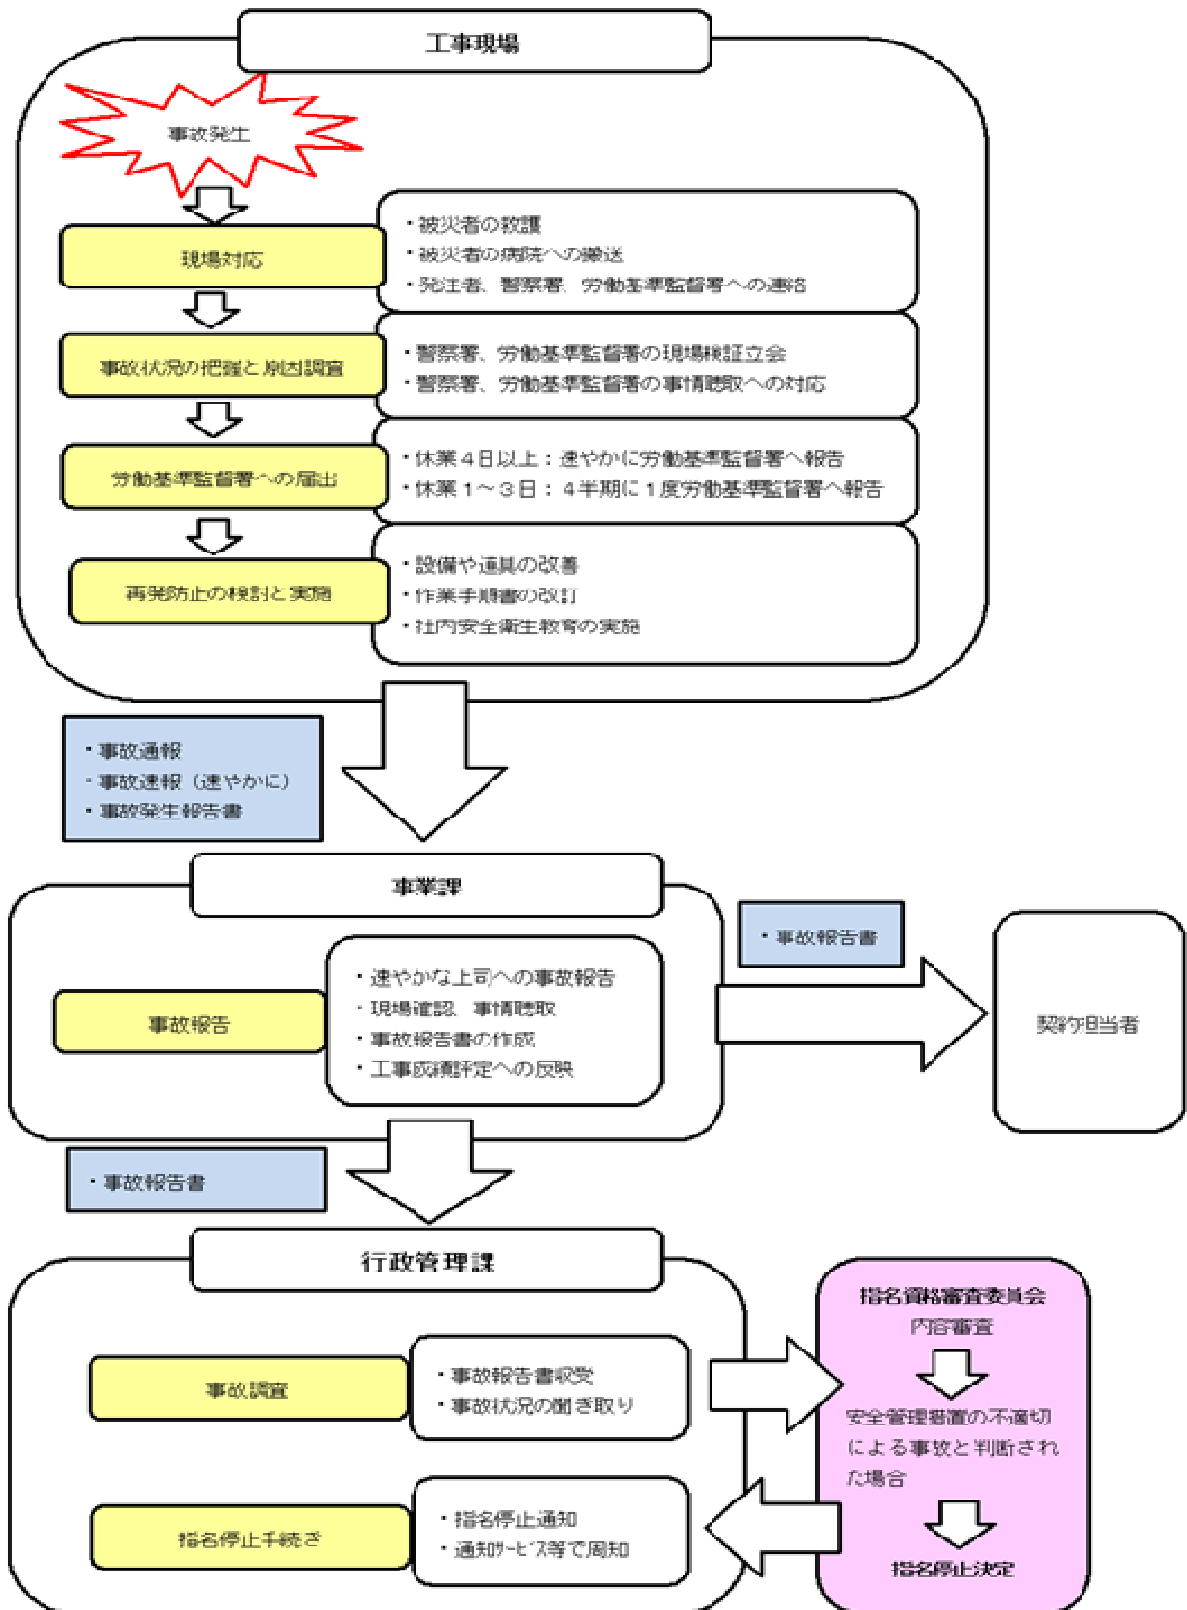 工事現場
事故発生
現場対応
・被災者の救護
・被災者の病院への搬送
・発注者、警察署、労働基準監督署への連絡
事故状況の把握と原因調査
・警察署、労働基準監督署の現場検証立会
・警察署、労働基準監督署の事情聴取への対応
労働基準監督署への届出
・休業4日以上：速やかに労働基準監督署へ報告
・休業1～3日：4半期に1度労働基準監督署へ報告
再発防止の検討と実施
・設備や道具の改善
・作業手順書の改訂
・社内安全衛生教育の実施
・事故通報
・事故速報（速やかに）
・事故発生報告書
事業課
事故報告
・速やかな上司への事故報告
・現場確認、事情聴取
・事故報告書の作成
・工事成績評定への反映
・事故報告書
契約担当者
・事故報告書
行政管理課
事故調査
・事故報告書収受
・事故状況の聞き取り
指名停止手続き
・指名停止通知
・通知ｻｰﾋﾞｽ等で周知
指名資格審査委員会
内容審査
安全管理措置の不適切
による事故と判断され
た場合
指名停止決定